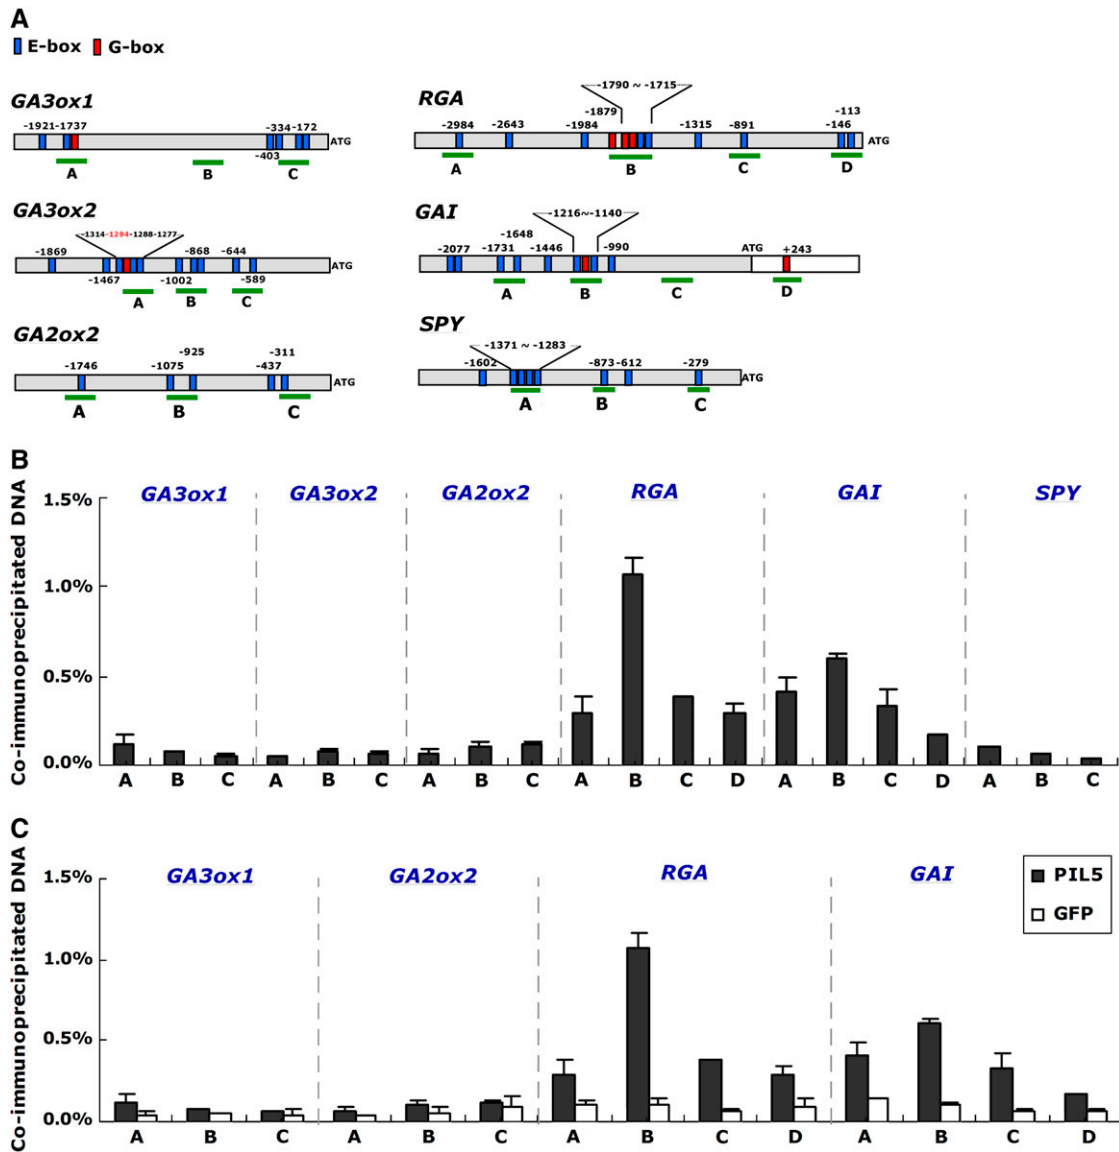 A
E-box G-box
GA3ox1
-1921 -1737 -334 -172
-403
ATG
A B C
RGA
-1790 ~ -1715
-1879
-2984 -2643 -1984 -1315 -891 -146 -113
ATG
A B C D
GA3ox2
-1314 -1294 -1288 -1277
-1869 -868 -644
-1467 -1002 -589
ATG
A B C
GAI
-1216~-1140
-1648
-2077 -1731 -1446 -990 ATG +243
A B C D
GA2ox2
-925 -311
-1746 -1075 -437
ATG
A B C
SPY
-1371 ~ -1283
-1602 -873 -612 -279
ATG
A B C
B
Co-immunoprecipitated DNA
1.5%
1.0%
0.5%
0.0%
GA3ox1 GA3ox2 GA2ox2 RGA GAI SPY
A B C A B C A B C A B C D A B C D A B C
C
Co-immunoprecipitated DNA
1.5%
1.0%
0.5%
0.0%
GA3ox1 GA2ox2 RGA GAI
PIL5
GFP
A B C A B C A B C D A B C D